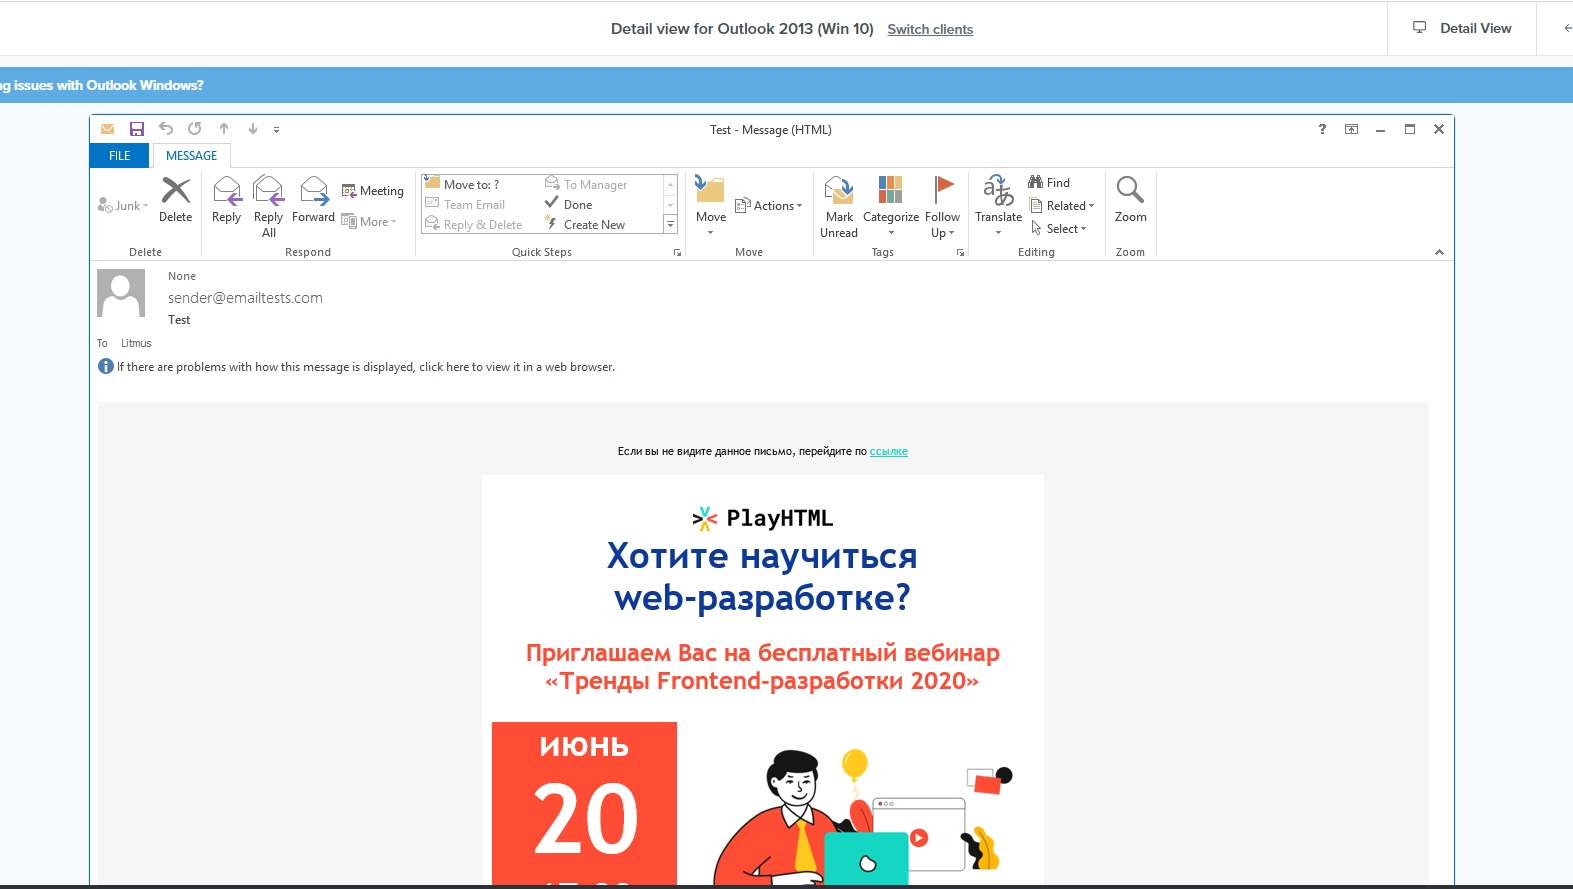 Detail view for Outlook 2013 (Win 10) Switch clients
Detail View
issues with Outlook Windows?
Test - Message (HTML)
?
FILE MESSAGE
Junk
Delete
Delete
Reply
Reply All
Forward
Meeting
More
Respond
Move to: ?
Team Email
Reply & Delete
To Manager
Done
Create New
Quick Steps
Move
Actions
Move
Mark Unread
Categorize
Follow Up
Tags
Translate
Find
Related
Select
Editing
Zoom
Zoom
None
sender@emailtests.com
Test
To Litmus
If there are problems with how this message is displayed, click here to view it in a web browser.
Если вы не видите данное письмо, перейдите по ссылке
PlayHTML
Хотите научиться
web-разработке?
Приглашаем Вас на бесплатный вебинар
«Тренды Frontend-разработки 2020»
июнь
20